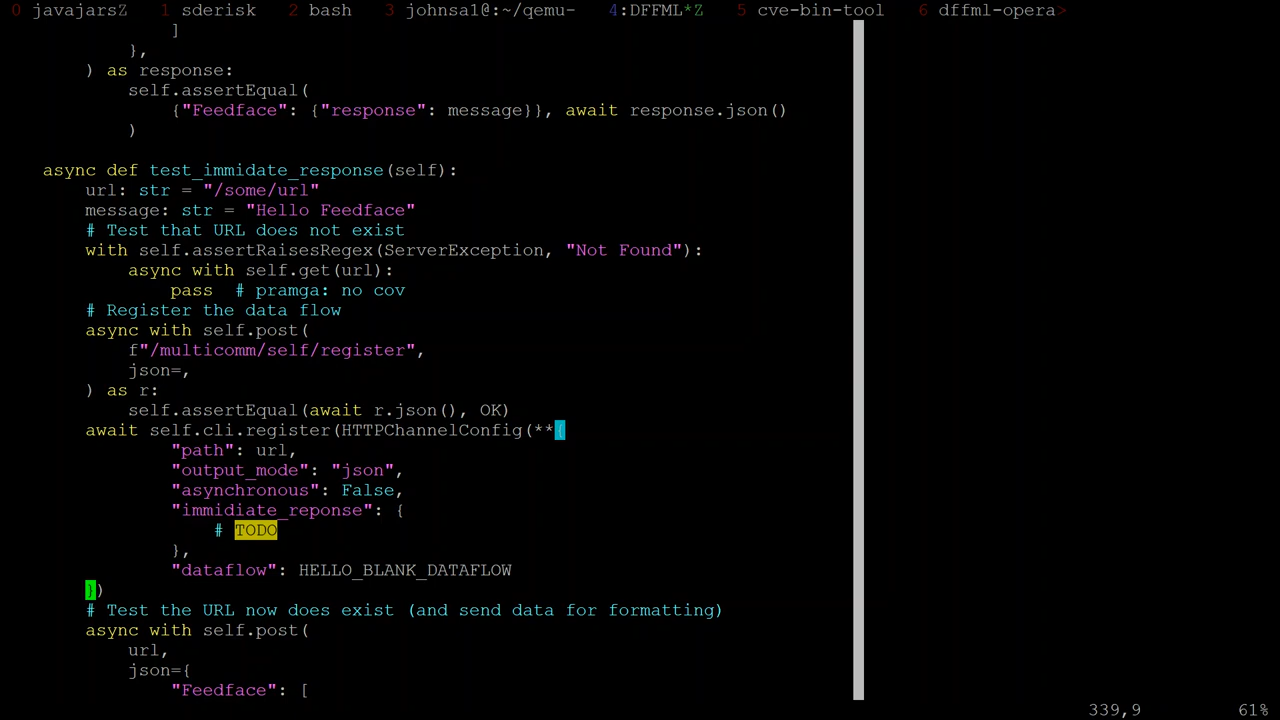 0 javajarsZ  1 sderisk  2 bash  3 johnsa1@:~/qemu-  4:DFFML*Z  5 cve-bin-tool  6 dffml-opera>
            ]
        },
    ) as response:
        self.assertEqual(
            {"Feedface": {"response": message}}, await response.json()
        )
async def test_immidate_response(self):
    url: str = "/some/url"
    message: str = "Hello Feedface"
    # Test that URL does not exist
    with self.assertRaisesRegex(ServerException, "Not Found"):
        async with self.get(url):
            pass  # pramga: no cov
    # Register the data flow
    async with self.post(
        f"/multicomm/self/register",
        json=,
    ) as r:
        self.assertEqual(await r.json(), OK)
    await self.cli.register(HTTPChannelConfig(**{
            "path": url,
            "output_mode": "json",
            "asynchronous": False,
            "immidiate_reponse": {
                # TODO
            },
            "dataflow": HELLO_BLANK_DATAFLOW
    })
    # Test the URL now does exist (and send data for formatting)
    async with self.post(
        url,
        json={
            "Feedface": [
339,9  61%